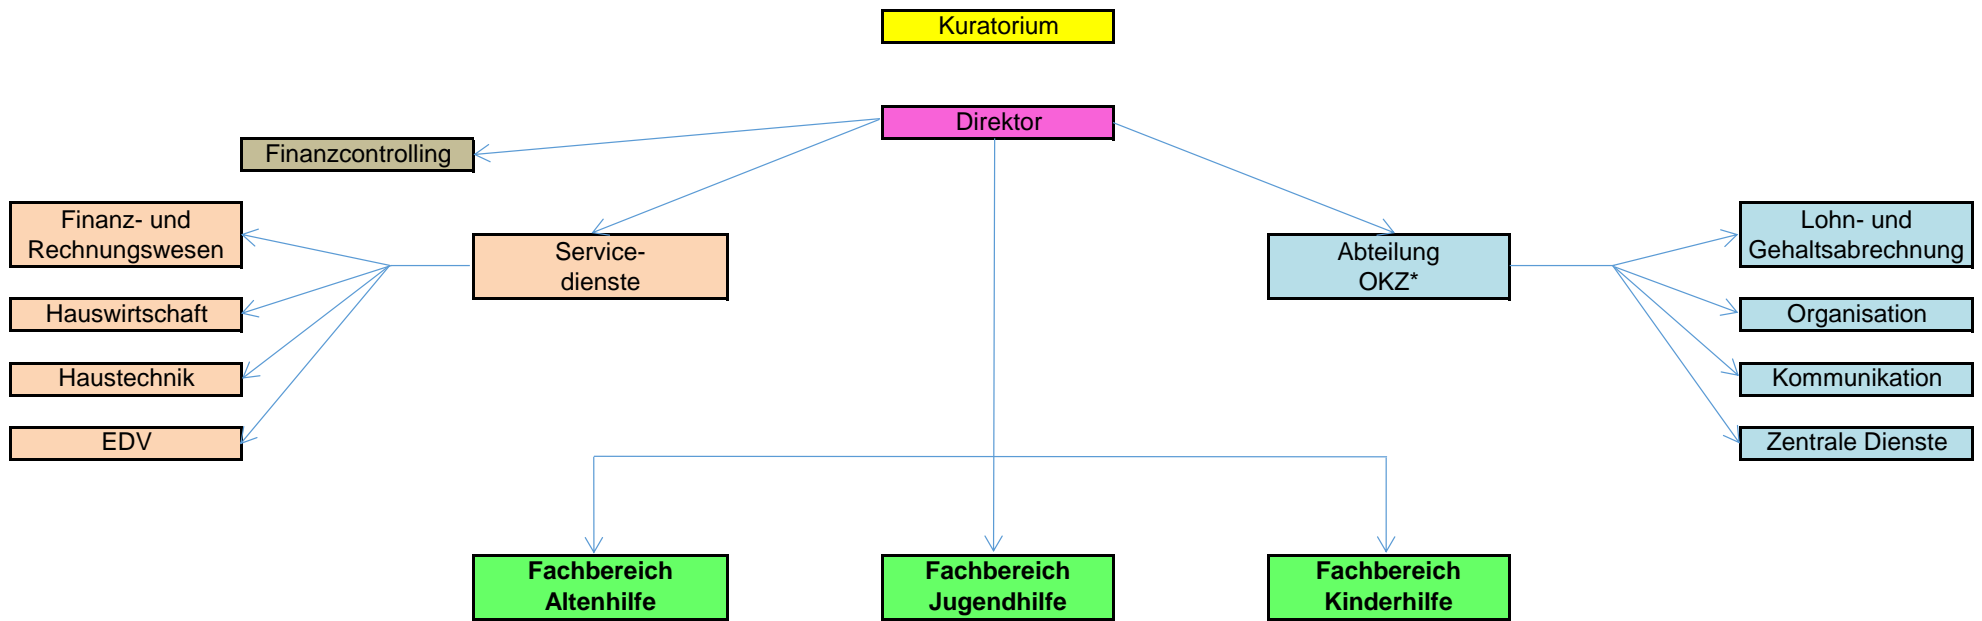 Kuratorium
Direktor
Finanzcontrolling
Finanz- und
Rechnungswesen
Hauswirtschaft
Haustechnik
EDV
Service-
dienste
Abteilung
OKZ*
Lohn- und
Gehaltsabrechnung
Organisation
Kommunikation
Zentrale Dienste
Fachbereich
Altenhilfe
Fachbereich
Jugendhilfe
Fachbereich
Kinderhilfe